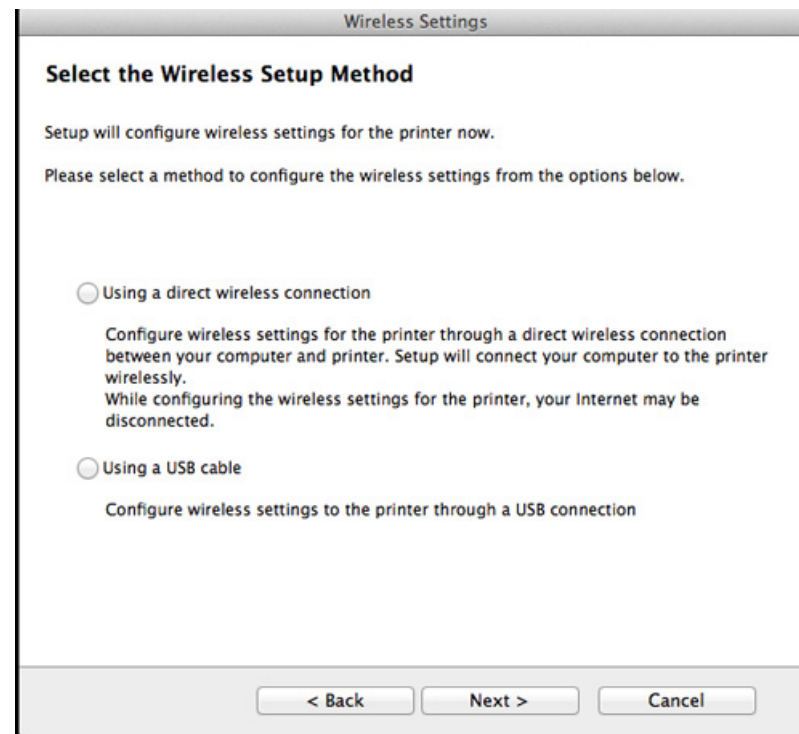 Wireless Settings
Select the Wireless Setup Method
Setup will configure wireless settings for the printer now.
Please select a method to configure the wireless settings from the options below.
Using a direct wireless connection
Configure wireless settings for the printer through a direct wireless connection
between your computer and printer. Setup will connect your computer to the printer
wirelessly.
While configuring the wireless settings for the printer, your Internet may be
disconnected.
Using a USB cable
Configure wireless settings to the printer through a USB connection
< Back Next > Cancel